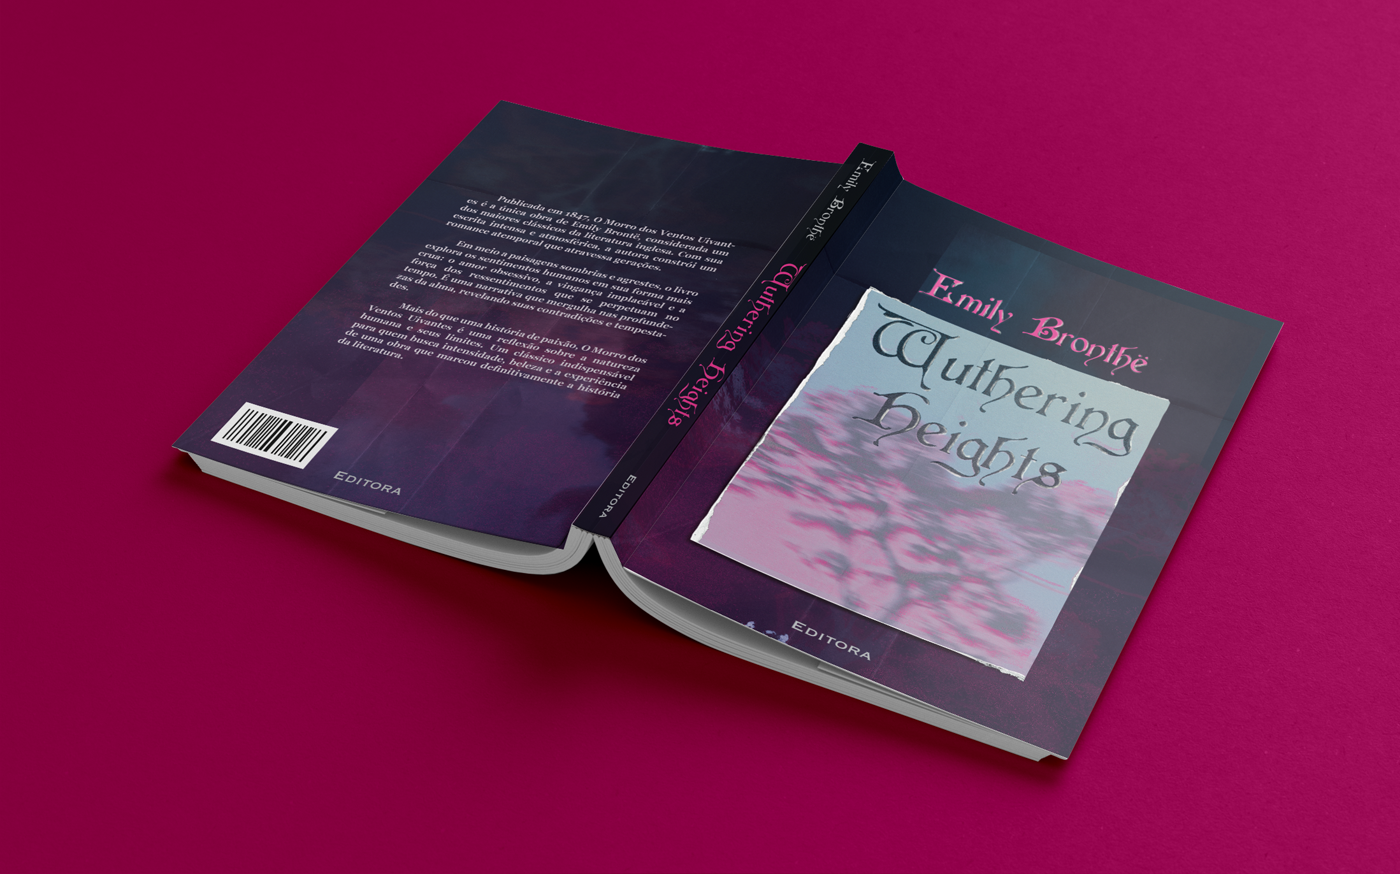 Publicada em 1847, O Morro dos Ventos Uivant-
es é a única obra de Emily Brontë, considerada um
dos maiores clássicos da literatura inglesa. Com sua
escrita intensa e atmosférica, a autora constrói um
romance atemporal que atravessa gerações.
Em meio a paisagens sombrias e agrestes, o livro
explora os sentimentos humanos em sua forma mais
crua: o amor obsessivo, a vingança implacável e a
força dos ressentimentos que se perpetuam no
tempo. É uma narrativa que mergulha nas profunde-
zas da alma, revelando suas contradições e tempesta-
des.
Mais do que uma história de paixão, O Morro dos
Ventos Uivantes é uma reflexão sobre a natureza
humana e seus limites. Um clássico indispensável
para quem busca intensidade, beleza e a experiência
de uma obra que marcou definitivamente a história
da literatura.
EDITORA
Emily Bronthë
Wuthering Heights
EDITORA
Emily Bronthë
Wuthering
Heights
EDITORA